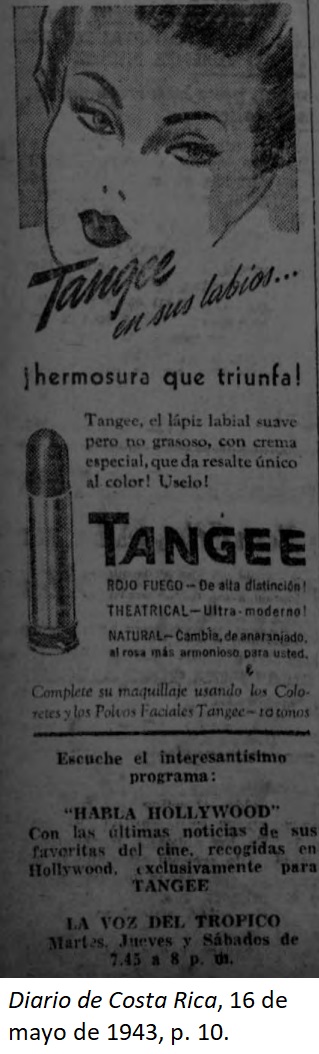 Tangee
en sus labios...
¡hermosura que triunfa!
Tangee, el lápiz labial suave
pero no grasoso, con crema
especial, que da resalte único
al color! Uselo!
TANGEE
ROJO FUEGO — De alta distinción!
THEATRICAL — Ultra-moderno!
NATURAL — Cambia, de anaranjado,
al rosa más armonioso para usted.
Complete su maquillaje usando los Colo-
retes y los Polvos Faciales Tangee — 10 tonos
Escuche el interesantísimo
programa:
"HABLA HOLLYWOOD"
Con las últimas noticias de sus
favoritas del cine, recogidas en
Hollywood, exclusivamente para
TANGEE
LA VOZ DEL TROPICO
Martes, Jueves y Sábados de
7.45 a 8 p. m.
Diario de Costa Rica, 16 de
mayo de 1943, p. 10.